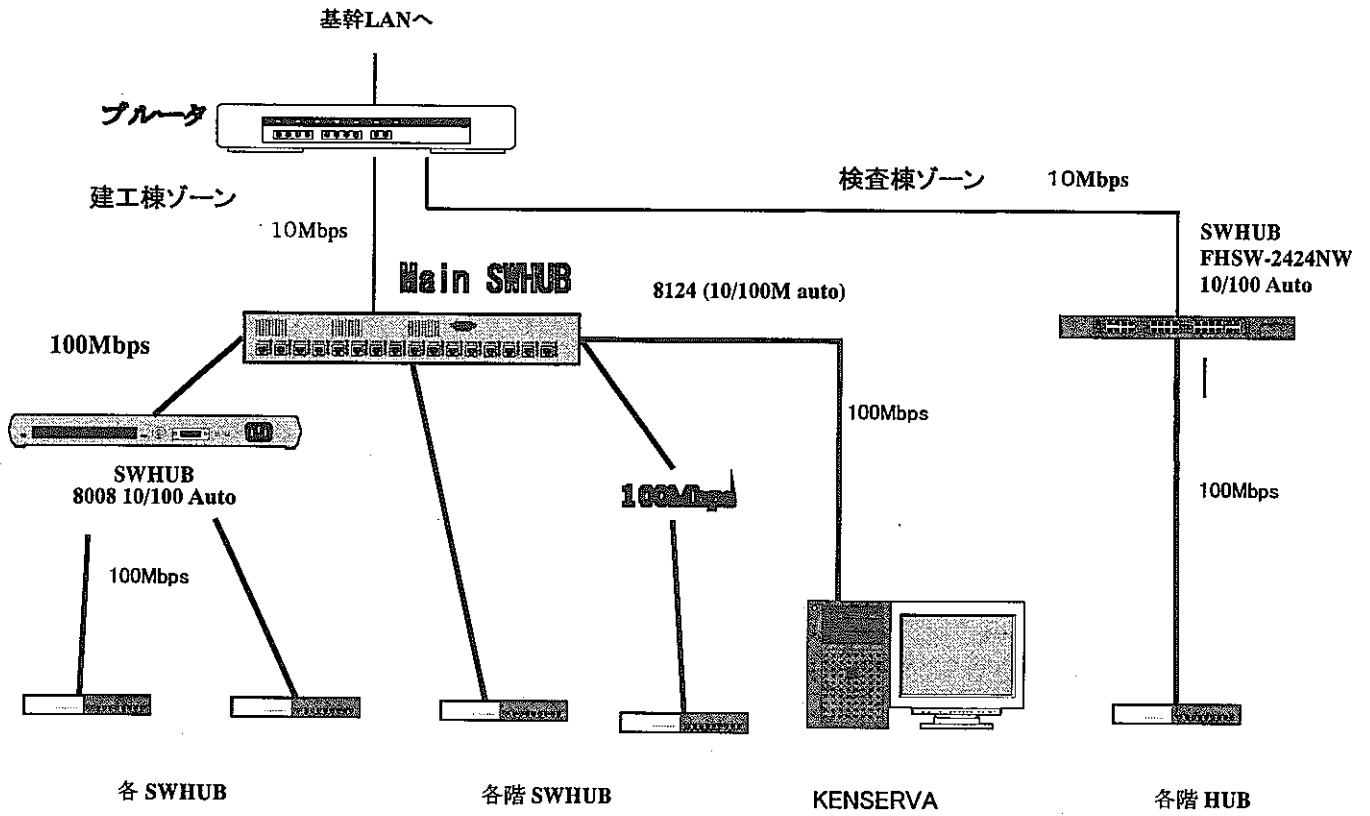 基幹LANへ
ブルータ
建工棟ゾーン
検査棟ゾーン 10Mbps
10Mbps
SWHUB
FHSW-2424NW
10/100 Auto
Main SWHUB
8124 (10/100M auto)
100Mbps
100Mbps
SWHUB
8008 10/100 Auto
100Mbps
100Mbps
100Mbps
各 SWHUB
各階 SWHUB
KENSERVA
各階 HUB